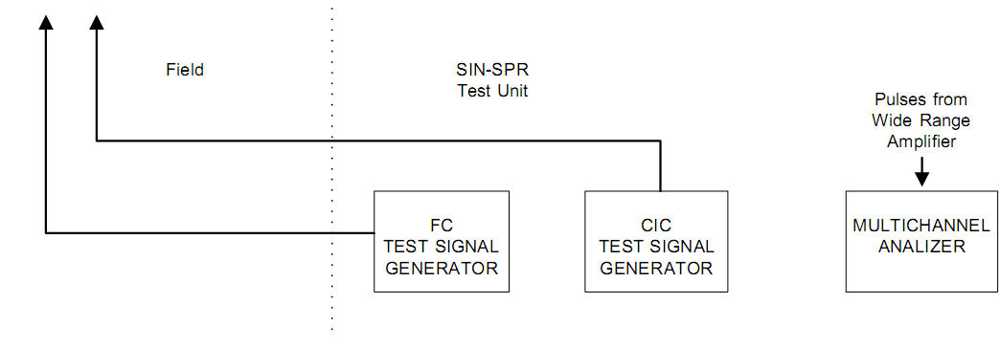 Field
SIN-SPR
Test Unit
Pulses from
Wide Range
Amplifier
FC
TEST SIGNAL
GENERATOR
CIC
TEST SIGNAL
GENERATOR
MULTICHANNEL
ANALIZER